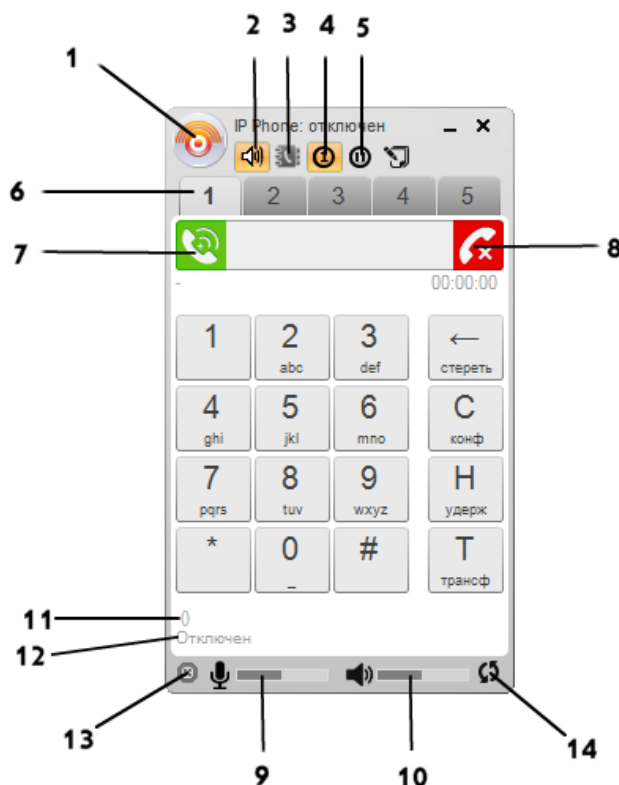 2 3 4 5
1
IP Phone: отключен
6 1 2 3 4 5
7 8
- 00:00:00
1 2 3 ←
abc def стереть
4 5 6 C
ghi jkl mno конф
7 8 9 H
pqrs tuv wxyz удерж
* 0 # T
_ трансф
11 ()
12 Отключен
13 9 10 14